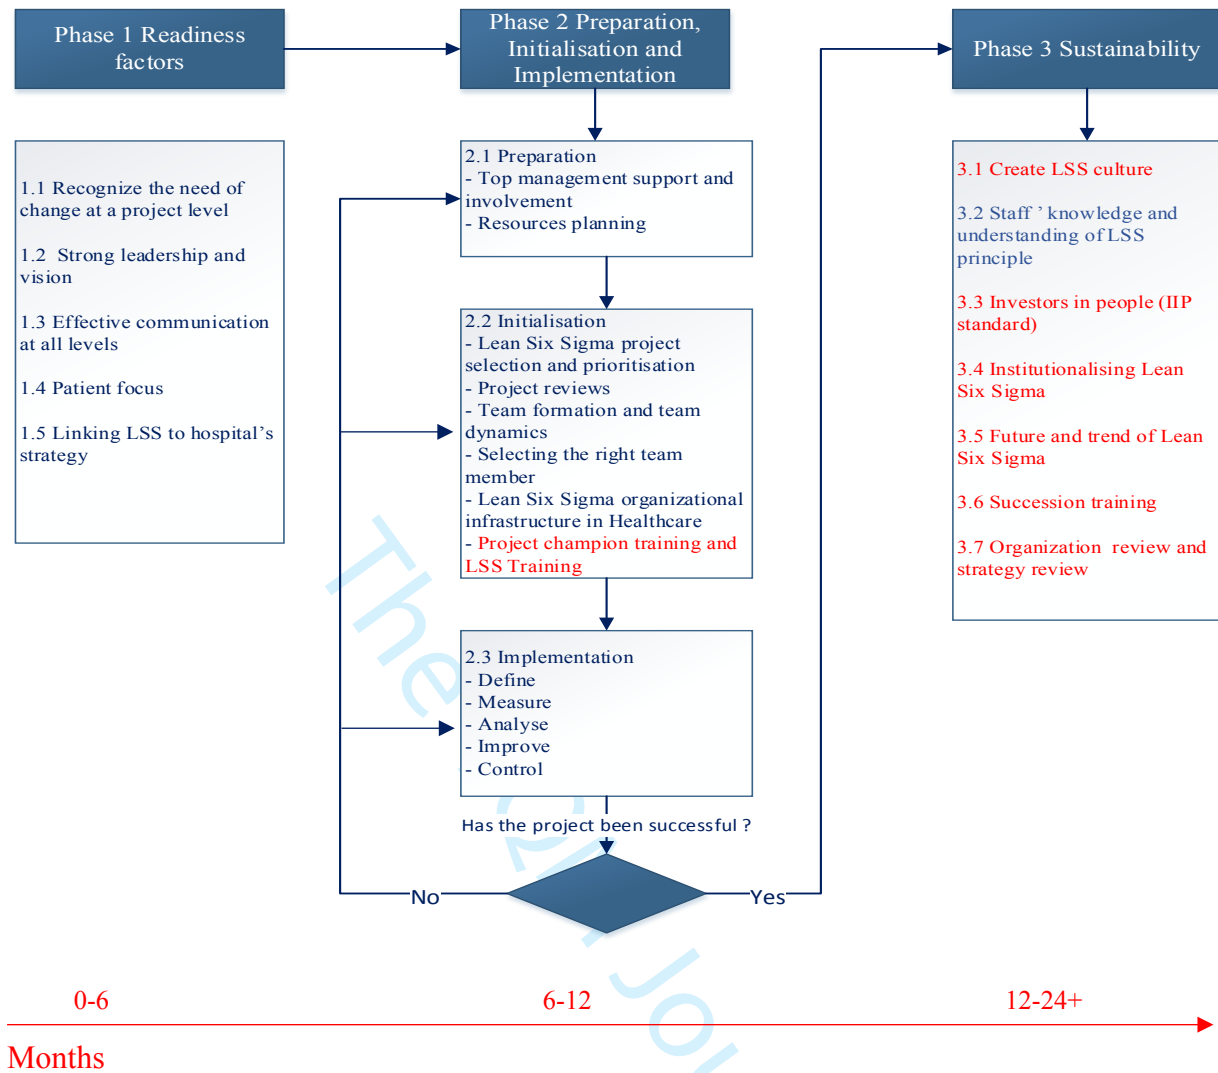 Phase 1 Readiness
factors
Phase 2 Preparation,
Initialisation and
Implementation
Phase 3 Sustainability
1.1 Recognize the need of
change at a project level
1.2 Strong leadership and
vision
1.3 Effective communication
at all levels
1.4 Patient focus
1.5 Linking LSS to hospital's
strategy
2.1 Preparation
- Top management support and
involvement
- Resources planning
2.2 Initialisation
- Lean Six Sigma project
selection and prioritisation
- Project reviews
- Team formation and team
dynamics
- Selecting the right team
member
- Lean Six Sigma organizational
infrastructure in Healthcare
- Project champion training and
LSS Training
2.3 Implementation
- Define
- Measure
- Analyse
- Improve
- Control
Has the project been successful ?
No
Yes
3.1 Create LSS culture
3.2 Staff ' knowledge and
understanding of LSS
principle
3.3 Investors in people (IIP
standard)
3.4 Institutionalising Lean
Six Sigma
3.5 Future and trend of Lean
Six Sigma
3.6 Succession training
3.7 Organization review and
strategy review
0-6
6-12
12-24+
Months
The